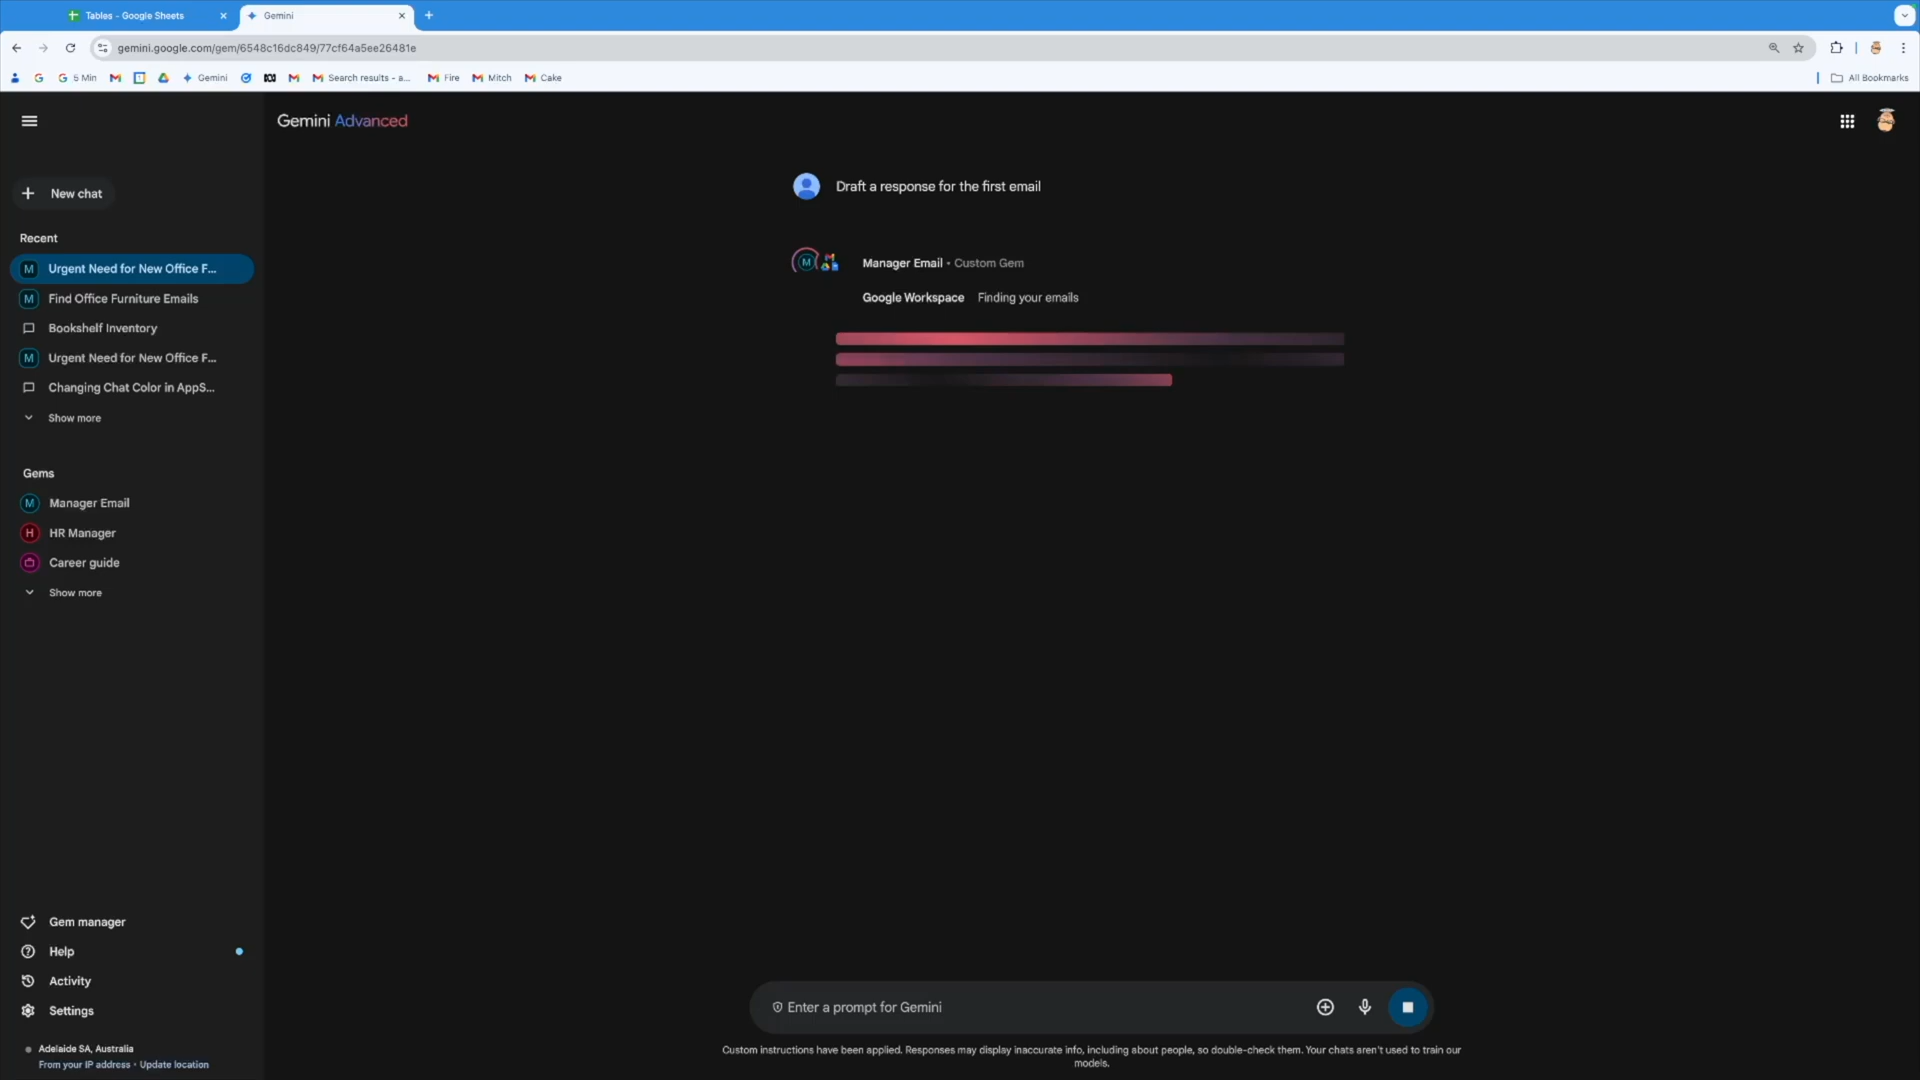 Tables - Google Sheets
Gemini
gemini.google.com/gem/6548c16dc849/77cf64a5ee26481e
5 Min
Gemini
Search results - a...
Fire
Mitch
Cake
All Bookmarks
Gemini Advanced
New chat
Recent
M Urgent Need for New Office F...
M Find Office Furniture Emails
Bookshelf Inventory
M Urgent Need for New Office F...
Changing Chat Color in AppS...
Show more
Gems
M Manager Email
H HR Manager
Career guide
Show more
Gem manager
Help
Activity
Settings
Adelaide SA, Australia
From your IP address • Update location
Draft a response for the first email
M
Manager Email • Custom Gem
Google Workspace Finding your emails
Enter a prompt for Gemini
Custom instructions have been applied. Responses may display inaccurate info, including about people, so double-check them. Your chats aren't used to train our
models.